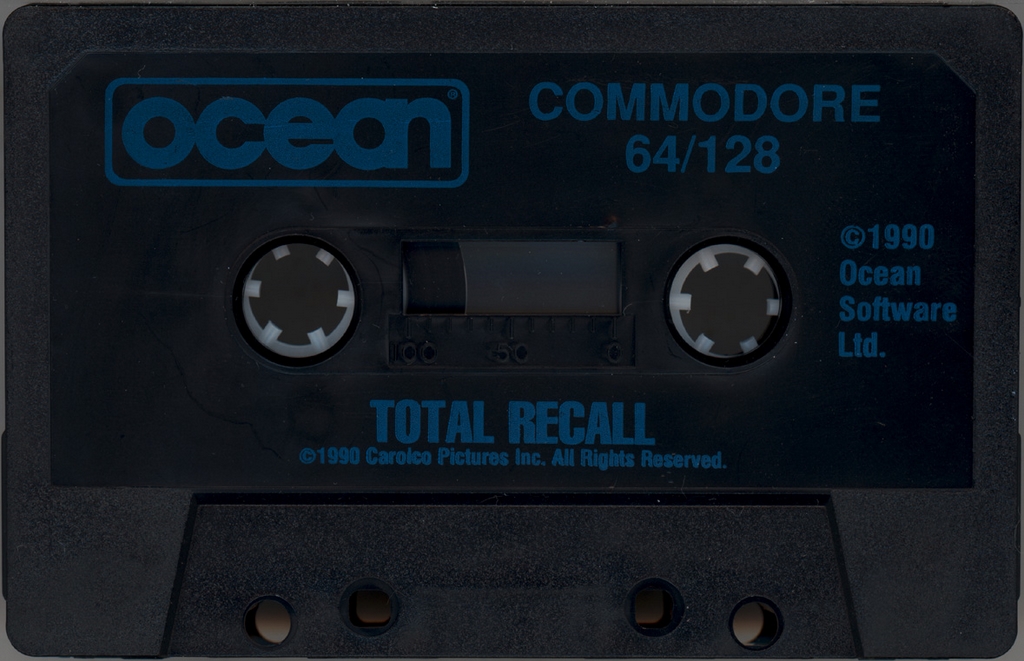 ocean®
COMMODORE
64/128
©1990
Ocean
Software
Ltd.
100 50 0
TOTAL RECALL
©1990 Carolco Pictures Inc. All Rights Reserved.